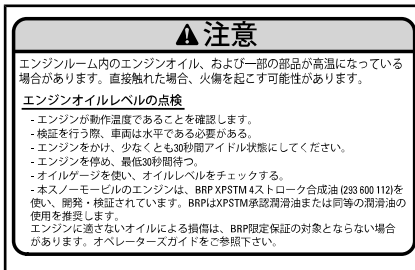 ⚠注意
エンジンルーム内のエンジンオイル、および一部の部品が高温になっている
場合があります。直接触れた場合、火傷を起こす可能性があります。
エンジンオイルレベルの点検
- エンジンが動作温度であることを確認します。
- 検証を行う際、車両は水平である必要がある。
- エンジンをかけ、少なくとも30秒間アイドル状態にしてください。
- エンジンを停め、最低30秒間待つ。
- オイルゲージを使い、オイルレベルをチェックする。
- 本スノーモービルのエンジンは、BRP XPSTM 4ストローク合成油 (293 600 112)を
使い、開発・検証されています。BRPはXPSTM承認潤滑油または同等の潤滑油の
使用を推奨します。
エンジンに適さないオイルによる損傷は、BRP限定保証の対象とならない場合
があります。オペレーターズガイドをご参照下さい。